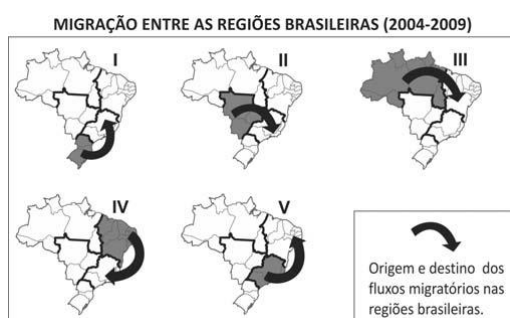 MIGRAÇÃO ENTRE AS REGIÕES BRASILEIRAS (2004-2009)
I
II
III
IV
V
Origem e destino dos
fluxos migratórios nas
regiões brasileiras.